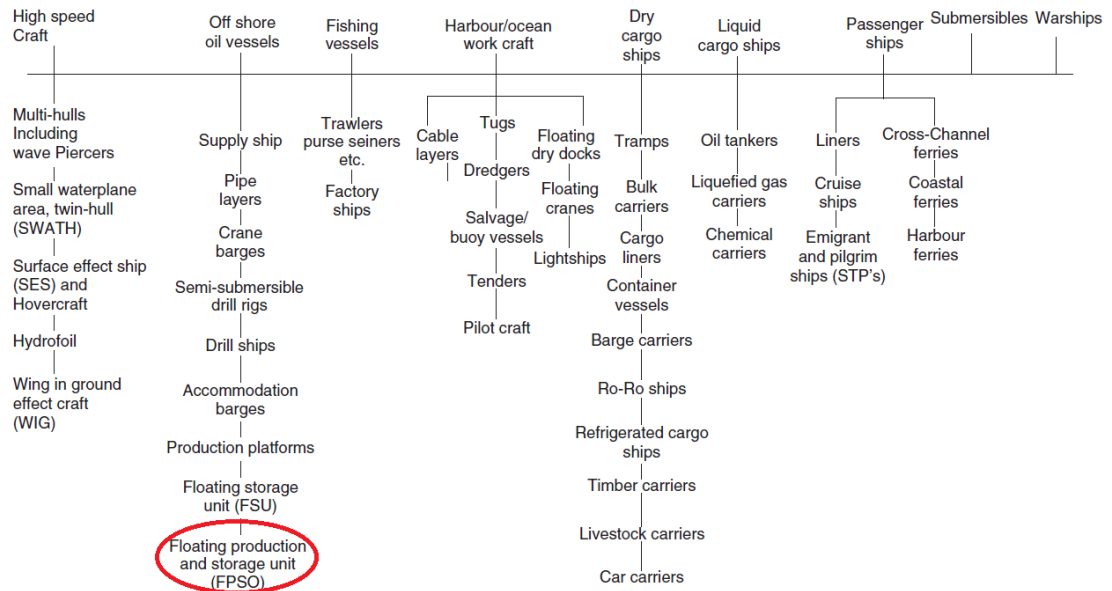 High speed
Craft
Off shore
oil vessels
Fishing
vessels
Harbour/ocean
work craft
Dry
cargo
ships
Liquid
cargo ships
Passenger
ships
Submersibles
Warships
Multi-hulls
Including
wave Piercers
Small waterplane
area, twin-hull
(SWATH)
Surface effect ship
(SES) and
Hovercraft
Hydrofoil
Wing in ground
effect craft
(WIG)
Supply ship
Pipe
layers
Crane
barges
Semi-submersible
drill rigs
Drill ships
Accommodation
barges
Production platforms
Floating storage
unit (FSU)
Floating production
and storage unit
(FPSO)
Trawlers
purse seiners
etc.
Factory
ships
Cable
layers
Tugs
Dredgers
Salvage/
buoy vessels
Tenders
Pilot craft
Floating
dry docks
Floating
cranes
Lightships
Tramps
Bulk
carriers
Cargo
liners
Container
vessels
Barge carriers
Ro-Ro ships
Refrigerated cargo
ships
Timber carriers
Livestock carriers
Car carriers
Oil tankers
Liquefied gas
carriers
Chemical
carriers
Liners
Cruise
ships
Emigrant
and pilgrim
ships (STP's)
Cross-Channel
ferries
Coastal
ferries
Harbour
ferries